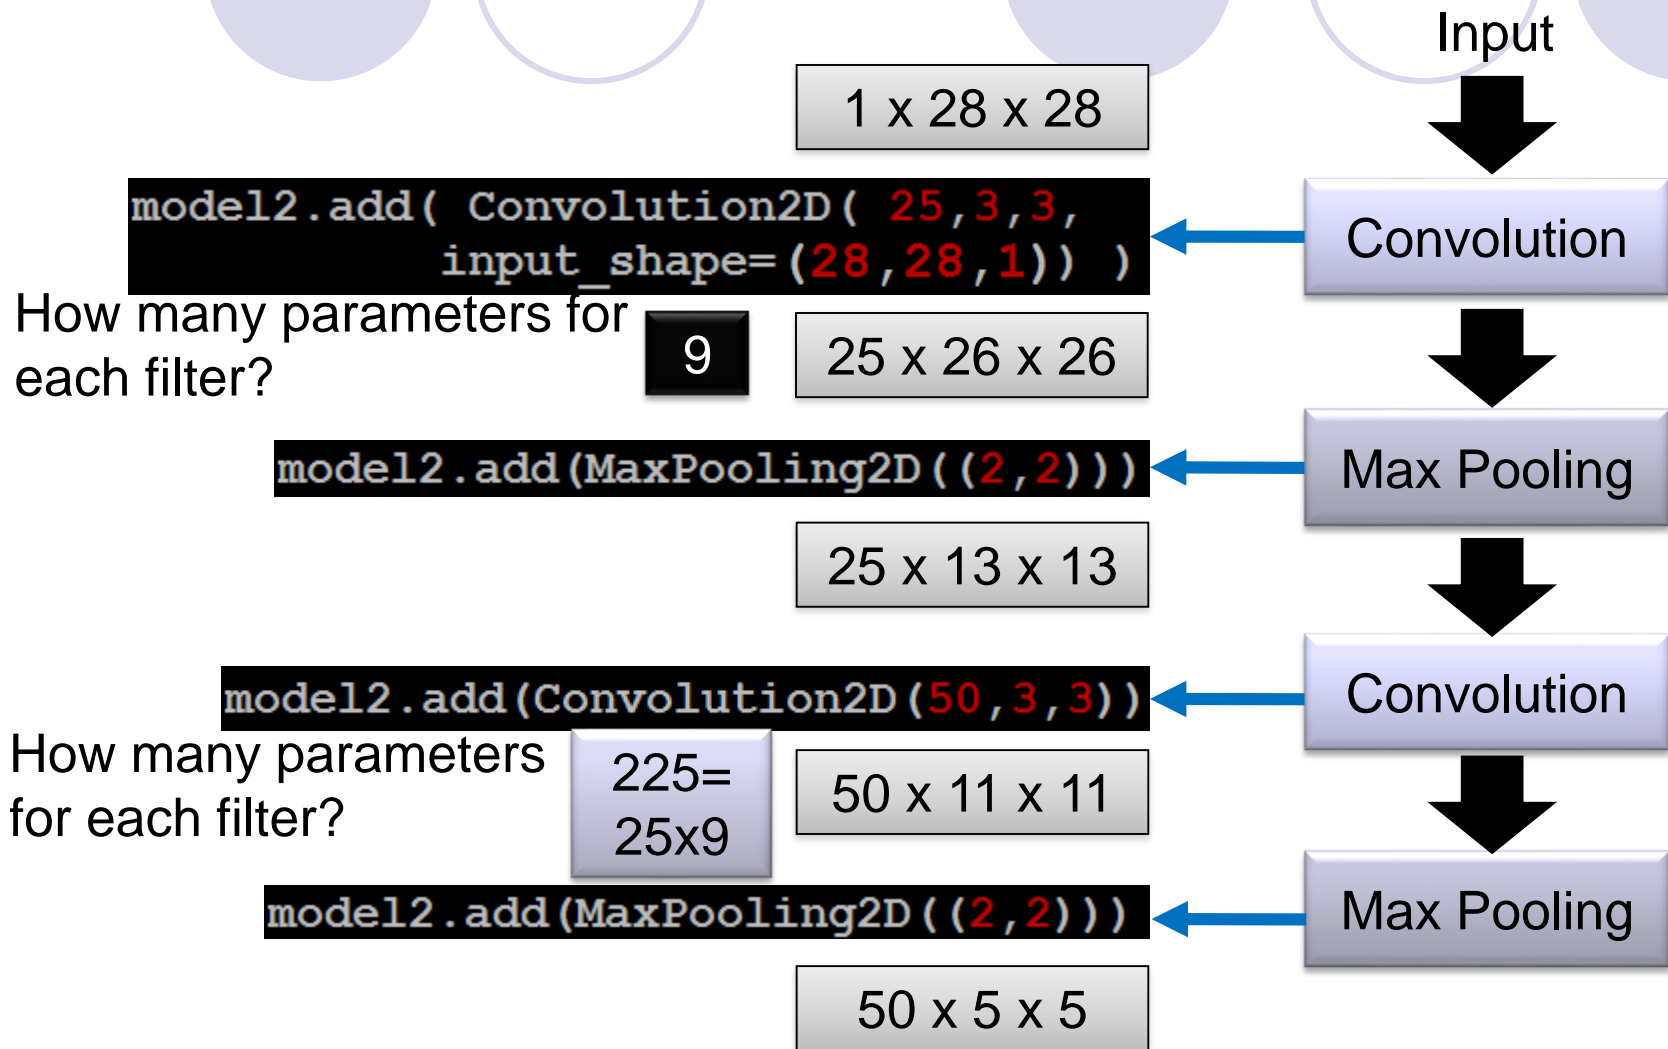 Input
1 x 28 x 28
model2.add( Convolution2D( 25,3,3,
input_shape=(28,28,1)) )
Convolution
How many parameters for
each filter?
9
25 x 26 x 26
model2.add(MaxPooling2D((2,2)))
Max Pooling
25 x 13 x 13
model2.add(Convolution2D(50,3,3))
Convolution
How many parameters
for each filter?
225=
25x9
50 x 11 x 11
model2.add(MaxPooling2D((2,2)))
Max Pooling
50 x 5 x 5